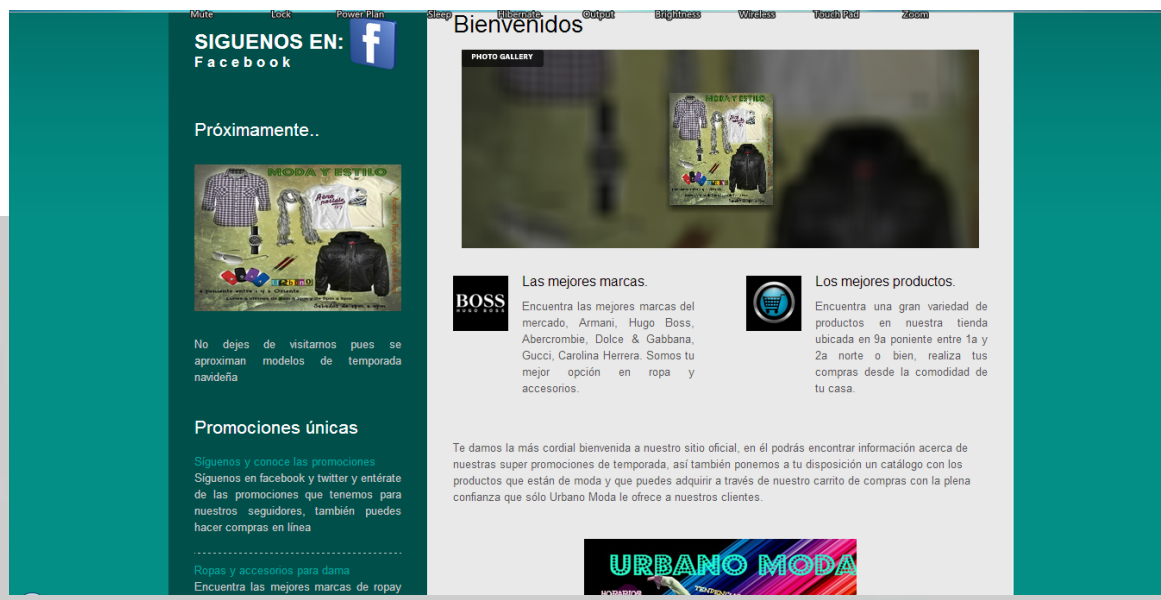 Mute Lock Power Plan Sleep Hibernate Output Brightness Wireless Touch Pad Zoom
SIGUENOS EN:
Facebook
Próximamente..
MODA Y ESTILO
No dejes de visitarnos pues se
aproximan modelos de temporada
navideña
Promociones únicas
Síguenos y conoce las promociones
Síguenos en facebook y twitter y entérate
de las promociones que tenemos para
nuestros seguidores, también puedes
hacer compras en línea
Ropas y accesorios para dama
Encuentra las mejores marcas de ropay
Bienvenidos
PHOTO GALLERY
MODA Y ESTILO
BOSS
HUGO BOSS
Las mejores marcas.
Encuentra las mejores marcas del
mercado, Armani, Hugo Boss,
Abercrombie, Dolce & Gabbana,
Gucci, Carolina Herrera. Somos tu
mejor opción en ropa y
accesorios.
Los mejores productos.
Encuentra una gran variedad de
productos en nuestra tienda
ubicada en 9a poniente entre 1a y
2a norte o bien, realiza tus
compras desde la comodidad de
tu casa.
Te damos la más cordial bienvenida a nuestro sitio oficial, en él podrás encontrar información acerca de
nuestras super promociones de temporada, así también ponemos a tu disposición un catálogo con los
productos que están de moda y que puedes adquirir a través de nuestro carrito de compras con la plena
confianza que sólo Urbano Moda le ofrece a nuestros clientes.
URBANO MODA
HORARIOS